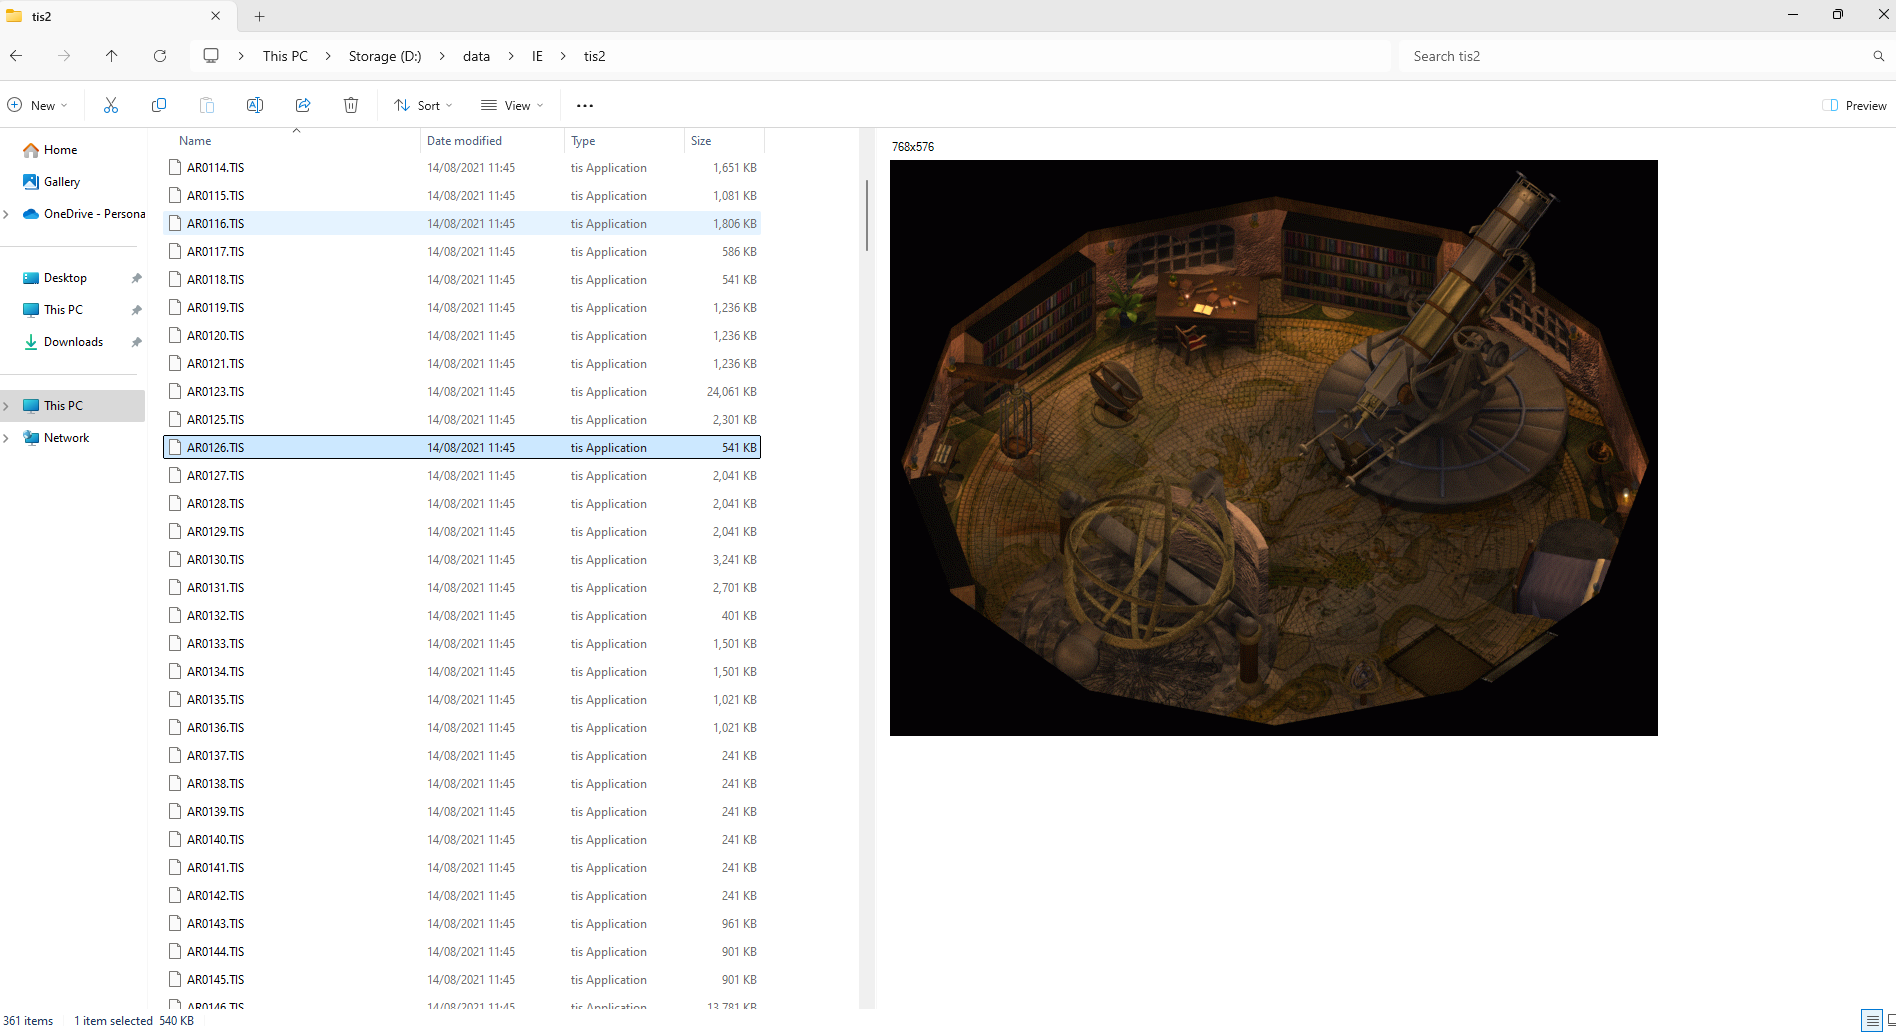 tis2
This PC Storage (D:) data IE tis2
Search tis2
New Sort View Preview
Home
Gallery
OneDrive - Persona
Desktop
This PC
Downloads
This PC
Network
Name Date modified Type Size
AR0114.TIS 14/08/2021 11:45 tis Application 1,651 KB
AR0115.TIS 14/08/2021 11:45 tis Application 1,081 KB
AR0116.TIS 14/08/2021 11:45 tis Application 1,806 KB
AR0117.TIS 14/08/2021 11:45 tis Application 586 KB
AR0118.TIS 14/08/2021 11:45 tis Application 541 KB
AR0119.TIS 14/08/2021 11:45 tis Application 1,236 KB
AR0120.TIS 14/08/2021 11:45 tis Application 1,236 KB
AR0121.TIS 14/08/2021 11:45 tis Application 1,236 KB
AR0123.TIS 14/08/2021 11:45 tis Application 24,061 KB
AR0125.TIS 14/08/2021 11:45 tis Application 2,301 KB
AR0126.TIS 14/08/2021 11:45 tis Application 541 KB
AR0127.TIS 14/08/2021 11:45 tis Application 2,041 KB
AR0128.TIS 14/08/2021 11:45 tis Application 2,041 KB
AR0129.TIS 14/08/2021 11:45 tis Application 2,041 KB
AR0130.TIS 14/08/2021 11:45 tis Application 3,241 KB
AR0131.TIS 14/08/2021 11:45 tis Application 2,701 KB
AR0132.TIS 14/08/2021 11:45 tis Application 401 KB
AR0133.TIS 14/08/2021 11:45 tis Application 1,501 KB
AR0134.TIS 14/08/2021 11:45 tis Application 1,501 KB
AR0135.TIS 14/08/2021 11:45 tis Application 1,021 KB
AR0136.TIS 14/08/2021 11:45 tis Application 1,021 KB
AR0137.TIS 14/08/2021 11:45 tis Application 241 KB
AR0138.TIS 14/08/2021 11:45 tis Application 241 KB
AR0139.TIS 14/08/2021 11:45 tis Application 241 KB
AR0140.TIS 14/08/2021 11:45 tis Application 241 KB
AR0141.TIS 14/08/2021 11:45 tis Application 241 KB
AR0142.TIS 14/08/2021 11:45 tis Application 241 KB
AR0143.TIS 14/08/2021 11:45 tis Application 961 KB
AR0144.TIS 14/08/2021 11:45 tis Application 901 KB
AR0145.TIS 14/08/2021 11:45 tis Application 901 KB
AR0146.TIS 14/08/2021 11:45 tis Application 13,781 KB
768x576
361 items 1 item selected 540 KB